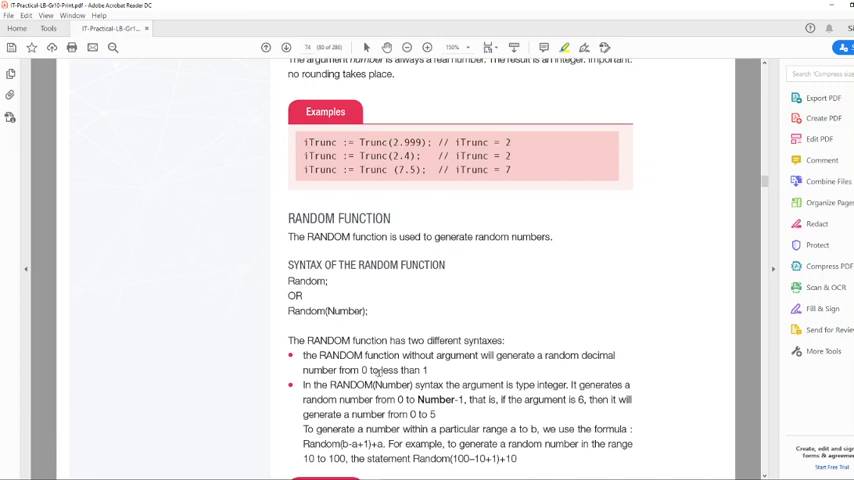 IT-Practical-LB-Gr10-Print.pdf - Adobe Acrobat Reader DC
File Edit View Window Help
Home Tools IT-Practical-LB-Gr1... ×
74 (80 of 286) 150%
The argument number is always a real number. The result is an integer. Important:
no rounding takes place.
Examples
iTrunc := Trunc(2.999); // iTrunc = 2
iTrunc := Trunc(2.4); // iTrunc = 2
iTrunc := Trunc (7.5); // iTrunc = 7
RANDOM FUNCTION
The RANDOM function is used to generate random numbers.
SYNTAX OF THE RANDOM FUNCTION
Random;
OR
Random(Number);
The RANDOM function has two different syntaxes:
• the RANDOM function without argument will generate a random decimal
number from 0 to less than 1
• In the RANDOM(Number) syntax the argument is type integer. It generates a
random number from 0 to Number-1, that is, if the argument is 6, then it will
generate a number from 0 to 5
To generate a number within a particular range a to b, we use the formula :
Random(b-a+1)+a. For example, to generate a random number in the range
10 to 100, the statement Random(100–10+1)+10
Si
Search 'Compress size
Export PDF
Create PDF
Edit PDF
Comment
Combine Files
Organize Pages
Redact
Protect
Compress PDF
Scan & OCR
Fill & Sign
Send for Review
More Tools
Create, edit and sign
forms & agreeme
Start Free Trial